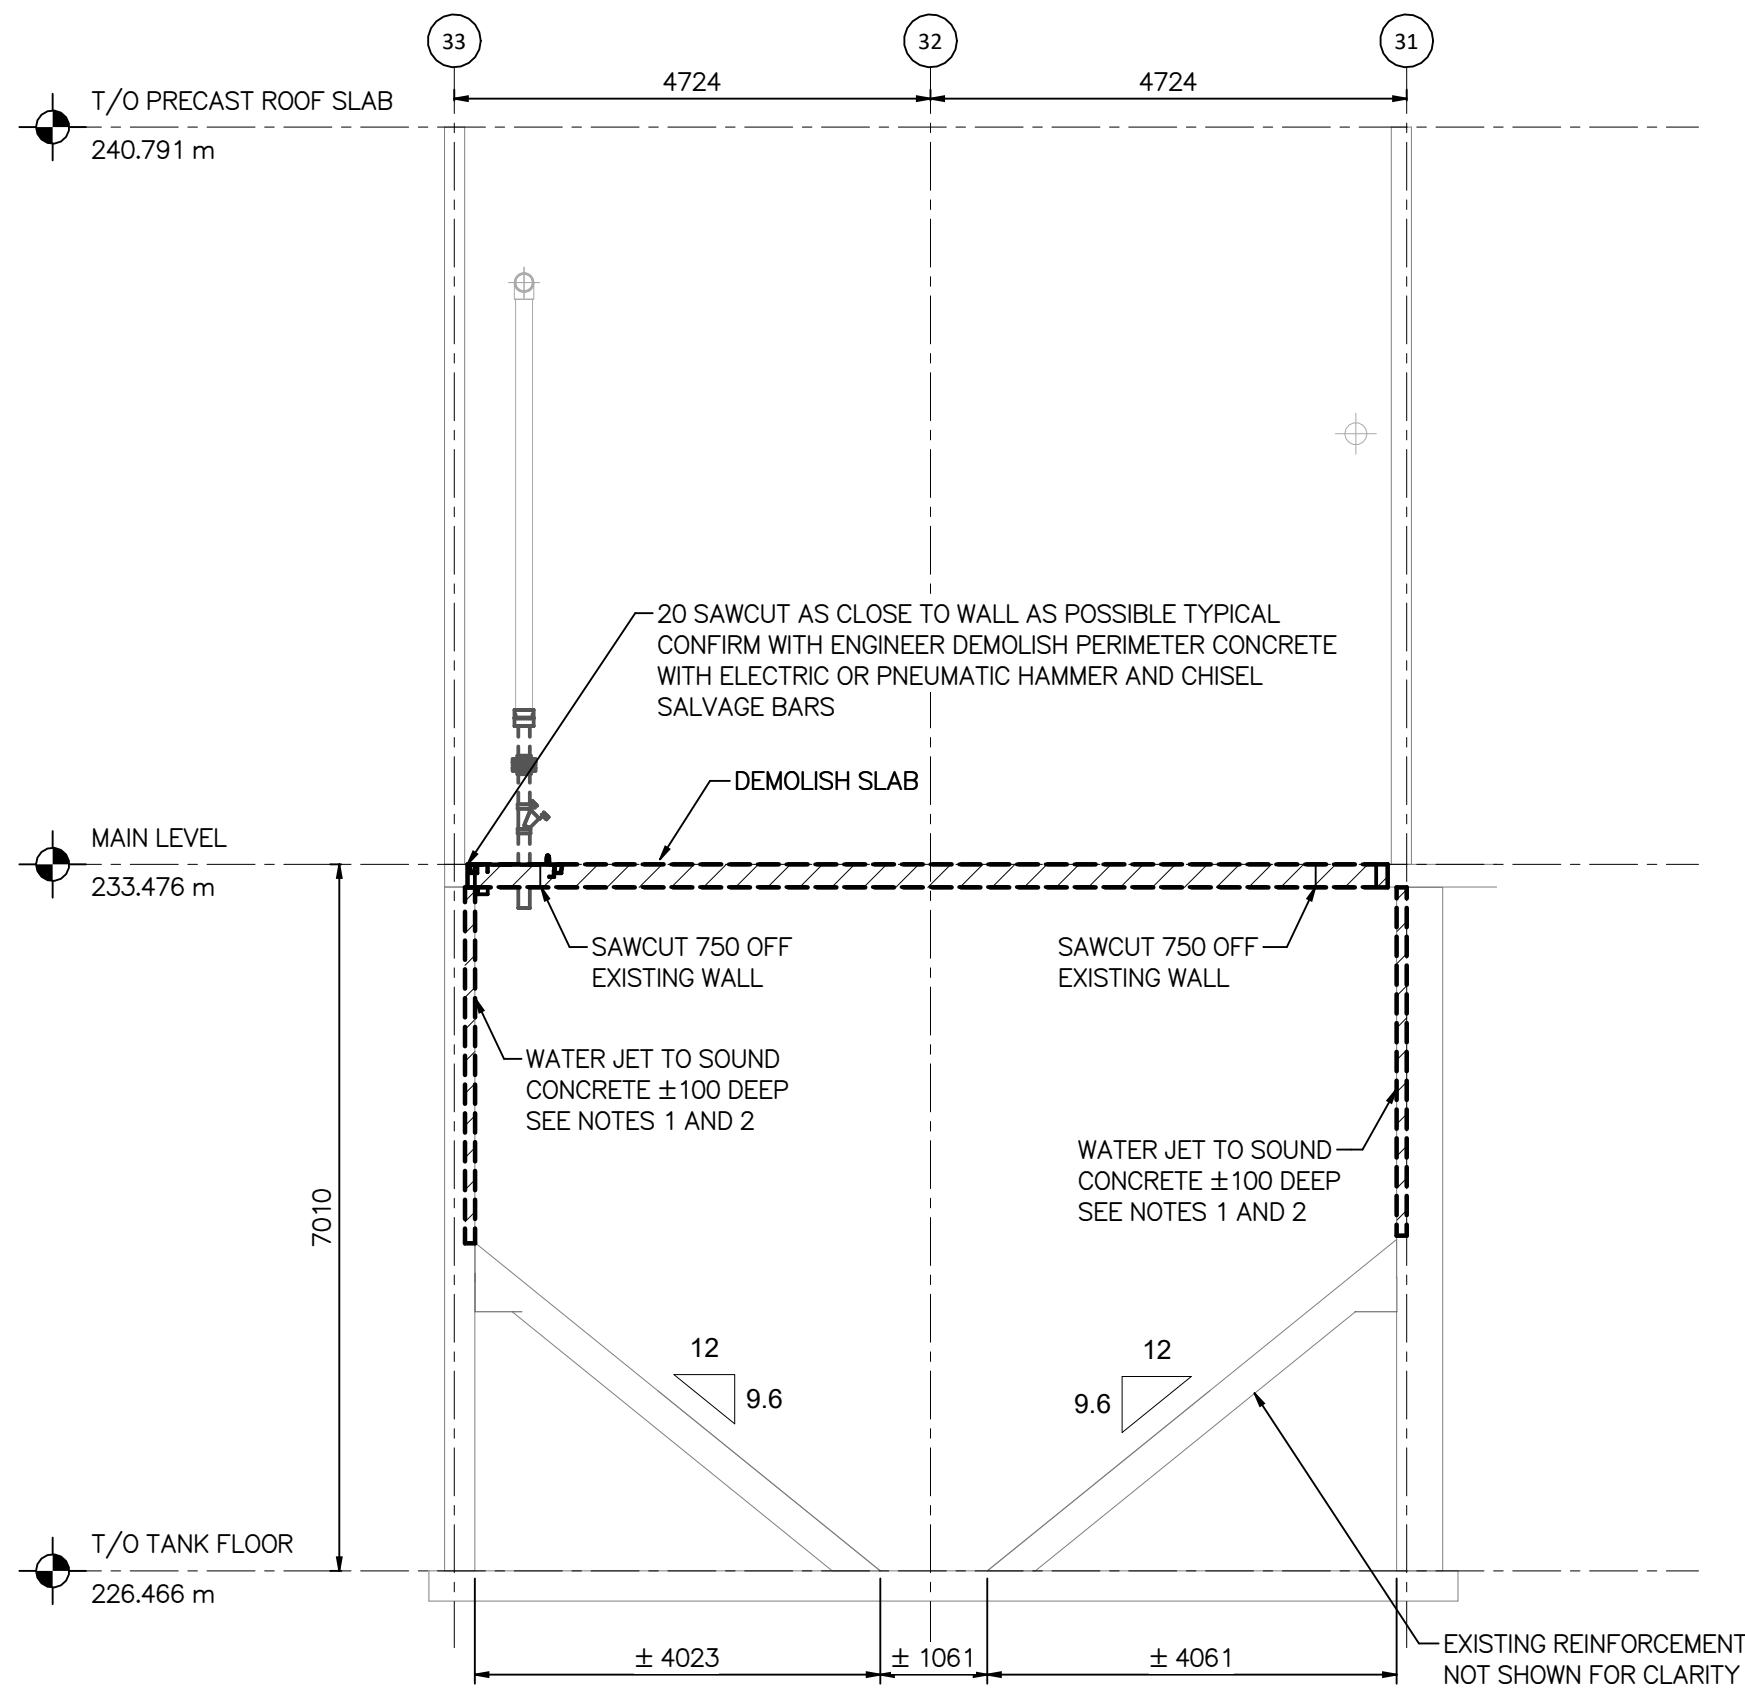 33
32
31
4724
4724
T/O PRECAST ROOF SLAB
240.791 m
20 SAWCUT AS CLOSE TO WALL AS POSSIBLE TYPICAL
CONFIRM WITH ENGINEER DEMOLISH PERIMETER CONCRETE
WITH ELECTRIC OR PNEUMATIC HAMMER AND CHISEL
SALVAGE BARS
DEMOLISH SLAB
MAIN LEVEL
233.476 m
SAWCUT 750 OFF
EXISTING WALL
SAWCUT 750 OFF
EXISTING WALL
WATER JET TO SOUND
CONCRETE ±100 DEEP
SEE NOTES 1 AND 2
WATER JET TO SOUND
CONCRETE ±100 DEEP
SEE NOTES 1 AND 2
7010
12
9.6
12
9.6
T/O TANK FLOOR
226.466 m
± 4023
± 1061
± 4061
EXISTING REINFORCEMENT
NOT SHOWN FOR CLARITY